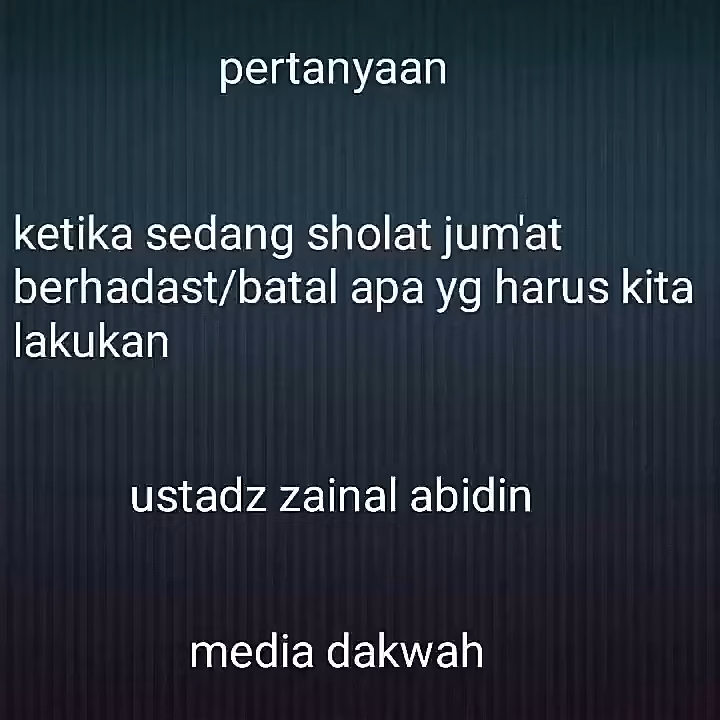 pertanyaan
ketika sedang sholat jum'at
berhadast/batal apa yg harus kita
lakukan
ustadz zainal abidin
media dakwah